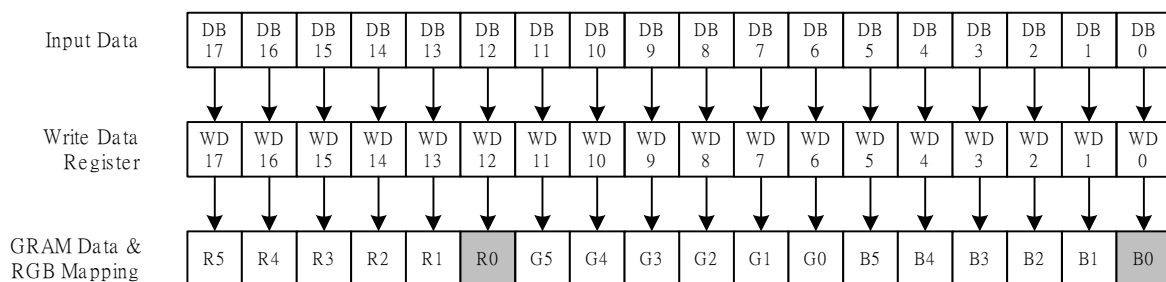 Input Data
DB DB DB DB DB DB DB DB DB DB DB DB DB DB DB DB DB DB
17 16 15 14 13 12 11 10 9 8 7 6 5 4 3 2 1 0
Write Data
Register
WD WD WD WD WD WD WD WD WD WD WD WD WD WD WD WD WD WD
17 16 15 14 13 12 11 10 9 8 7 6 5 4 3 2 1 0
GRAM Data &
RGB Mapping
R5 R4 R3 R2 R1 R0 G5 G4 G3 G2 G1 G0 B5 B4 B3 B2 B1 B0